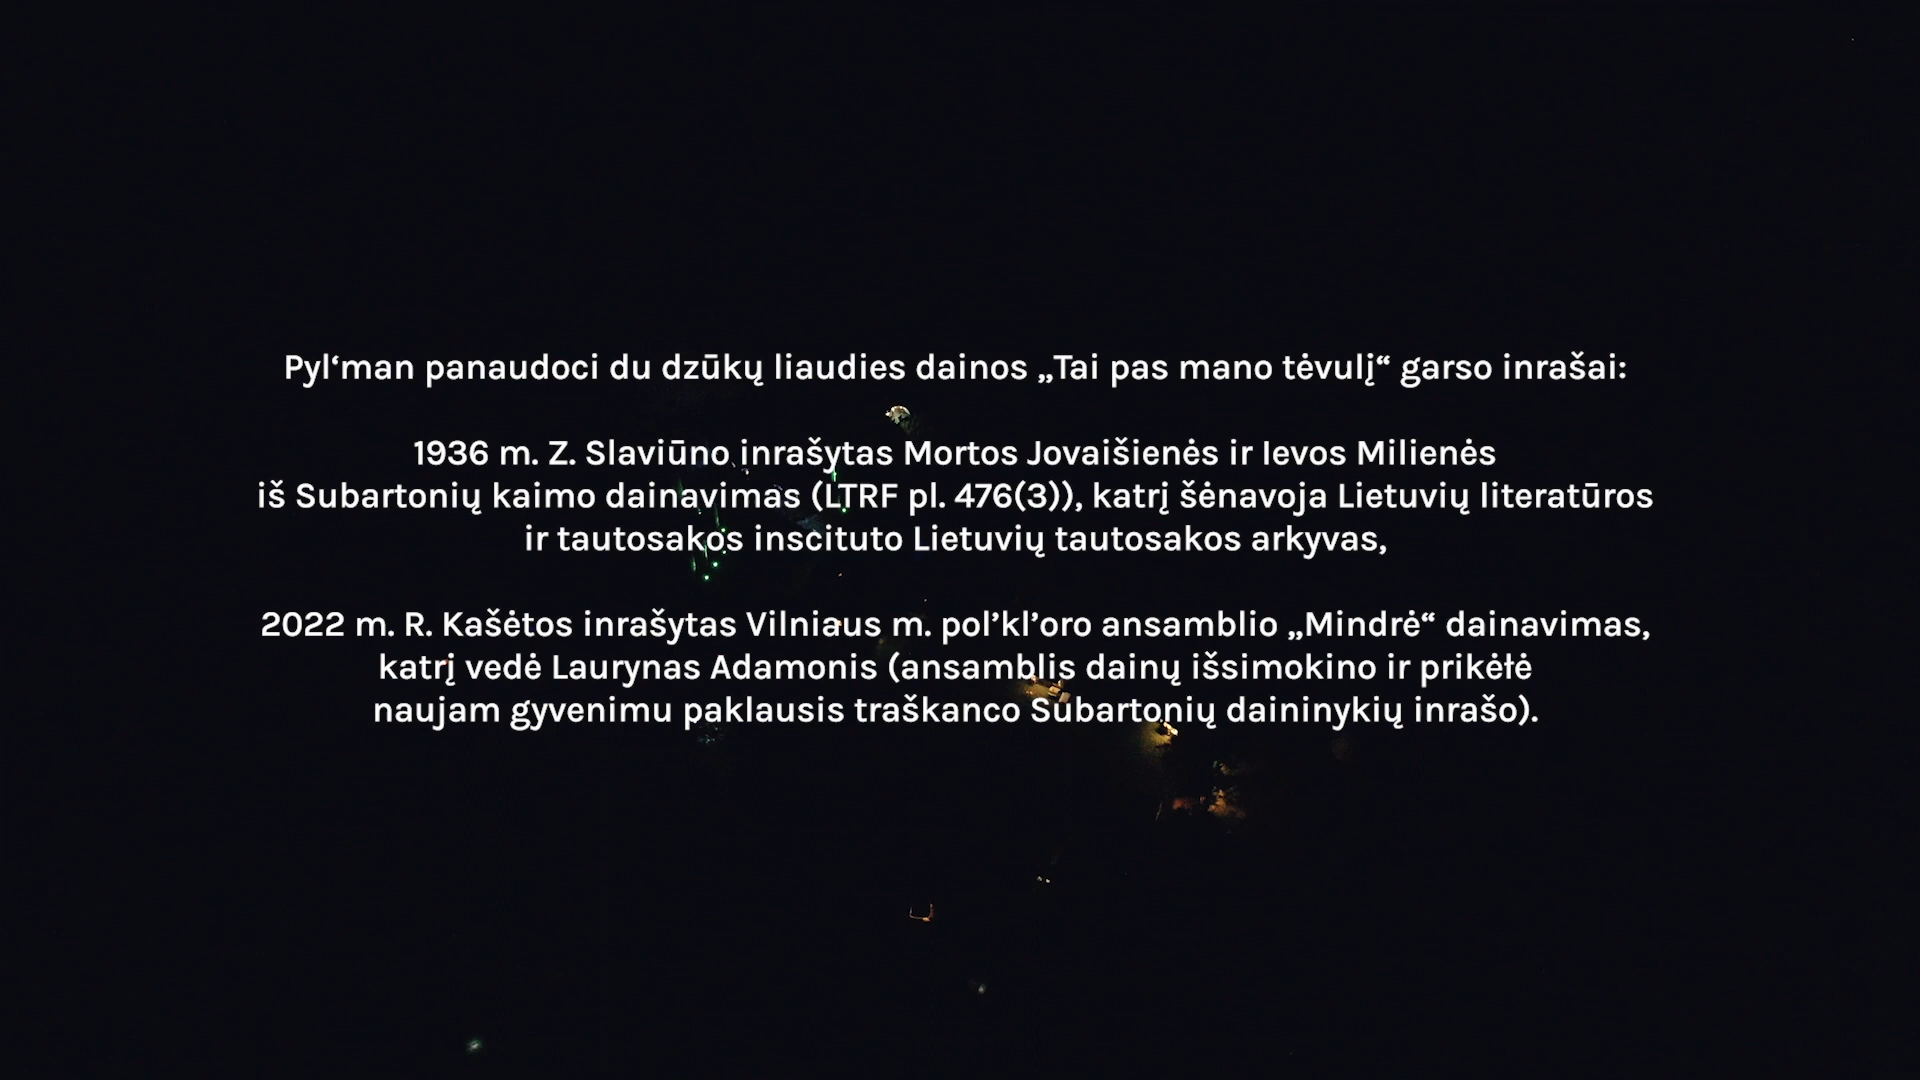 Pyl‘man panaudoci du dzūkų liaudies dainos „Tai pas mano tėvulį“ garso inrašai:
1936 m. Z. Slaviūno inrašytas Mortos Jovaišienės ir Ievos Milienės
iš Subartonių kaimo dainavimas (LTRF pl. 476(3)), katrį šėnavoja Lietuvių literatūros
ir tautosakos inscituto Lietuvių tautosakos arkyvas,
2022 m. R. Kašėtos inrašytas Vilniaus m. pol’kl’oro ansamblio „Mindrė“ dainavimas,
katrį vedė Laurynas Adamonis (ansamblis dainų išsimokino ir prikėłė
naujam gyvenimu paklausis traškanco Subartonių daininykių inrašo).